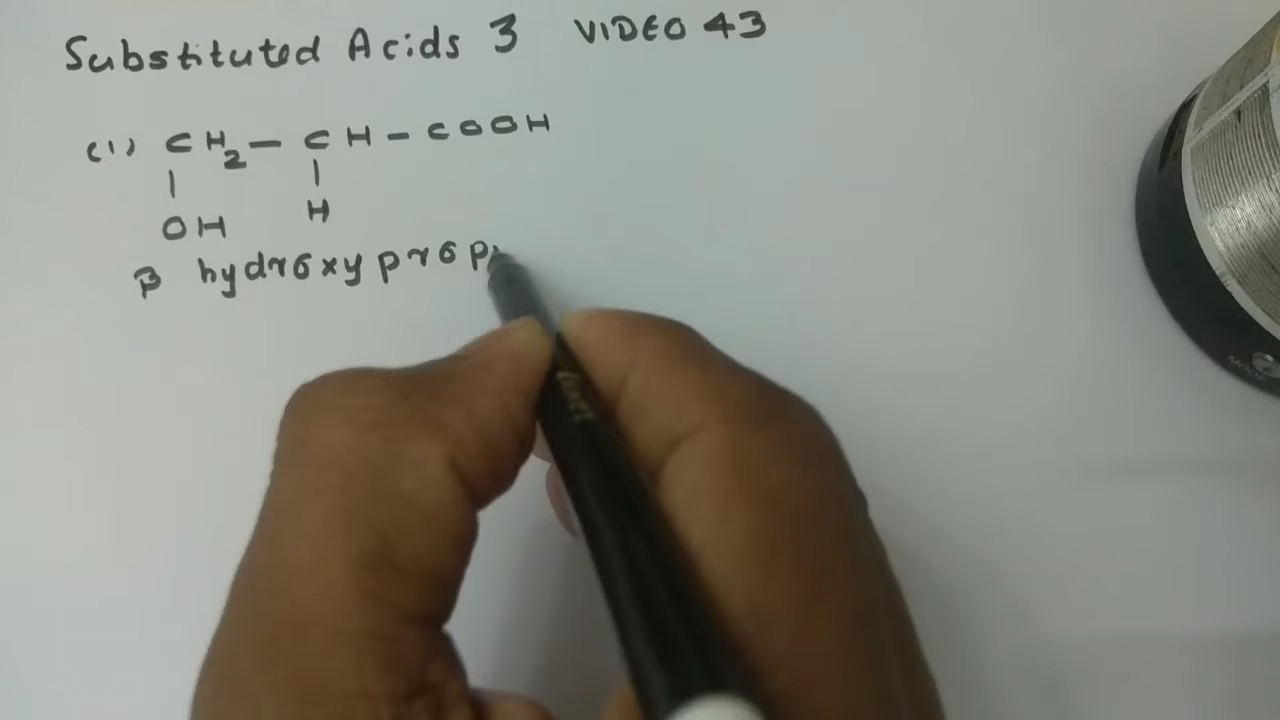 Substituted Acids 3 VIDEO 43
(1) CH2 - CH - COOH
| |
OH H
β hydroxy prop